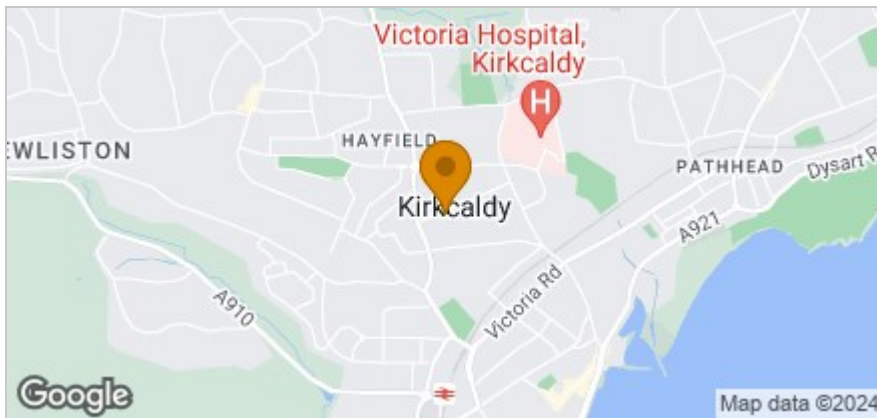 Victoria Hospital,
Kirkcaldy
H
HAYFIELD
EWLISTON
PATHHEAD
Dysart R
Kirkcaldy
A921
Victoria Rd
A910
Google
Map data ©2024